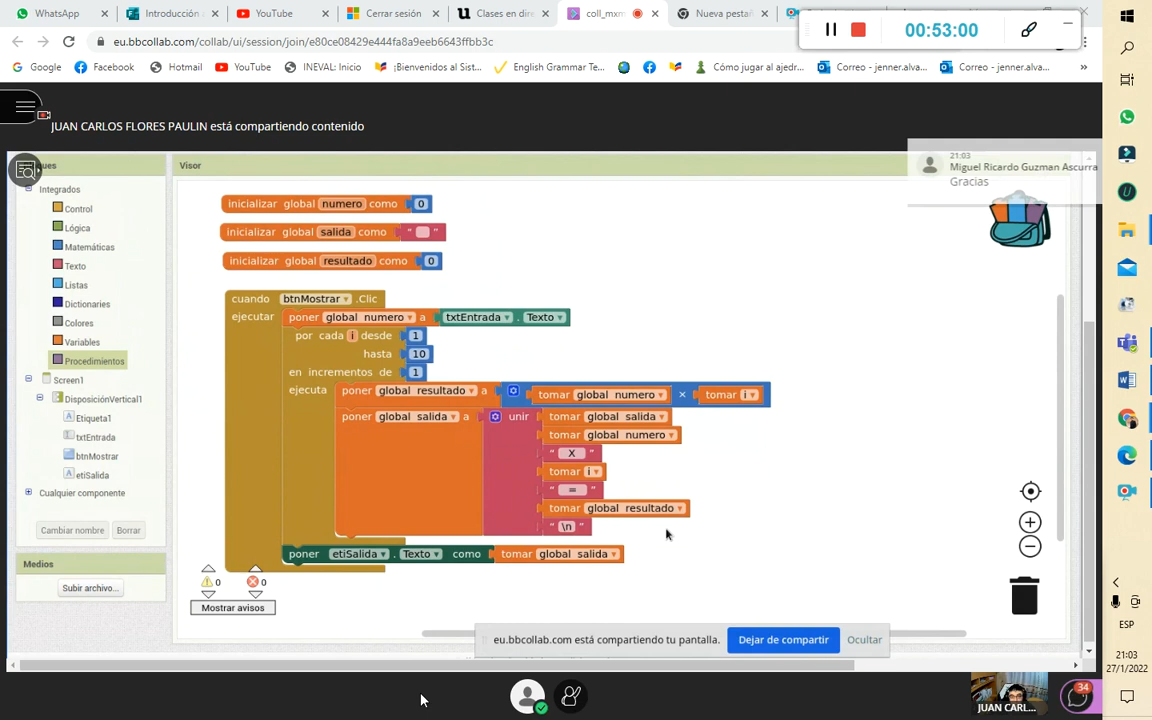 WhatsApp
Introducción
YouTube
Cerrar sesión
Clases en dire
coll_mxm
Nueva pestañ
00:53:00
eu.bbcollab.com/collab/ui/session/join/e80ce08429e444fa8a9eeb6643ffbb3c
Google
Facebook
Hotmail
YouTube
INEVAL: Inicio
¡Bienvenidos al Sist...
English Grammar Te...
Cómo jugar al ajedr...
Correo - jenner.alva...
Correo - jenner.alva...
»
JUAN CARLOS FLORES PAULIN está compartiendo contenido
21:03
Miguel Ricardo Guzman Ascurra
Gracias
ques
Visor
Integrados
Control
Lógica
Matemáticas
Texto
Listas
Dictionaries
Colores
Variables
Procedimientos
Screen1
DisposiciónVertical1
Etiqueta1
txtEntrada
btnMostrar
etiSalida
Cualquier componente
Cambiar nombre
Borrar
Medios
Subir archivo...
inicializar global numero como 0
inicializar global salida como " "
inicializar global resultado como 0
cuando btnMostrar .Clic
ejecutar poner global numero a txtEntrada . Texto
por cada i desde 1
hasta 10
en incrementos de 1
ejecuta poner global resultado a tomar global numero × tomar i
poner global salida a unir tomar global salida
tomar global numero
" X "
tomar i
" = "
tomar global resultado
" \n "
poner etiSalida . Texto como tomar global salida
0
0
Mostrar avisos
eu.bbcollab.com está compartiendo tu pantalla.
Dejar de compartir
Ocultar
JUAN CARL...
34
ESP
21:03
27/1/2022